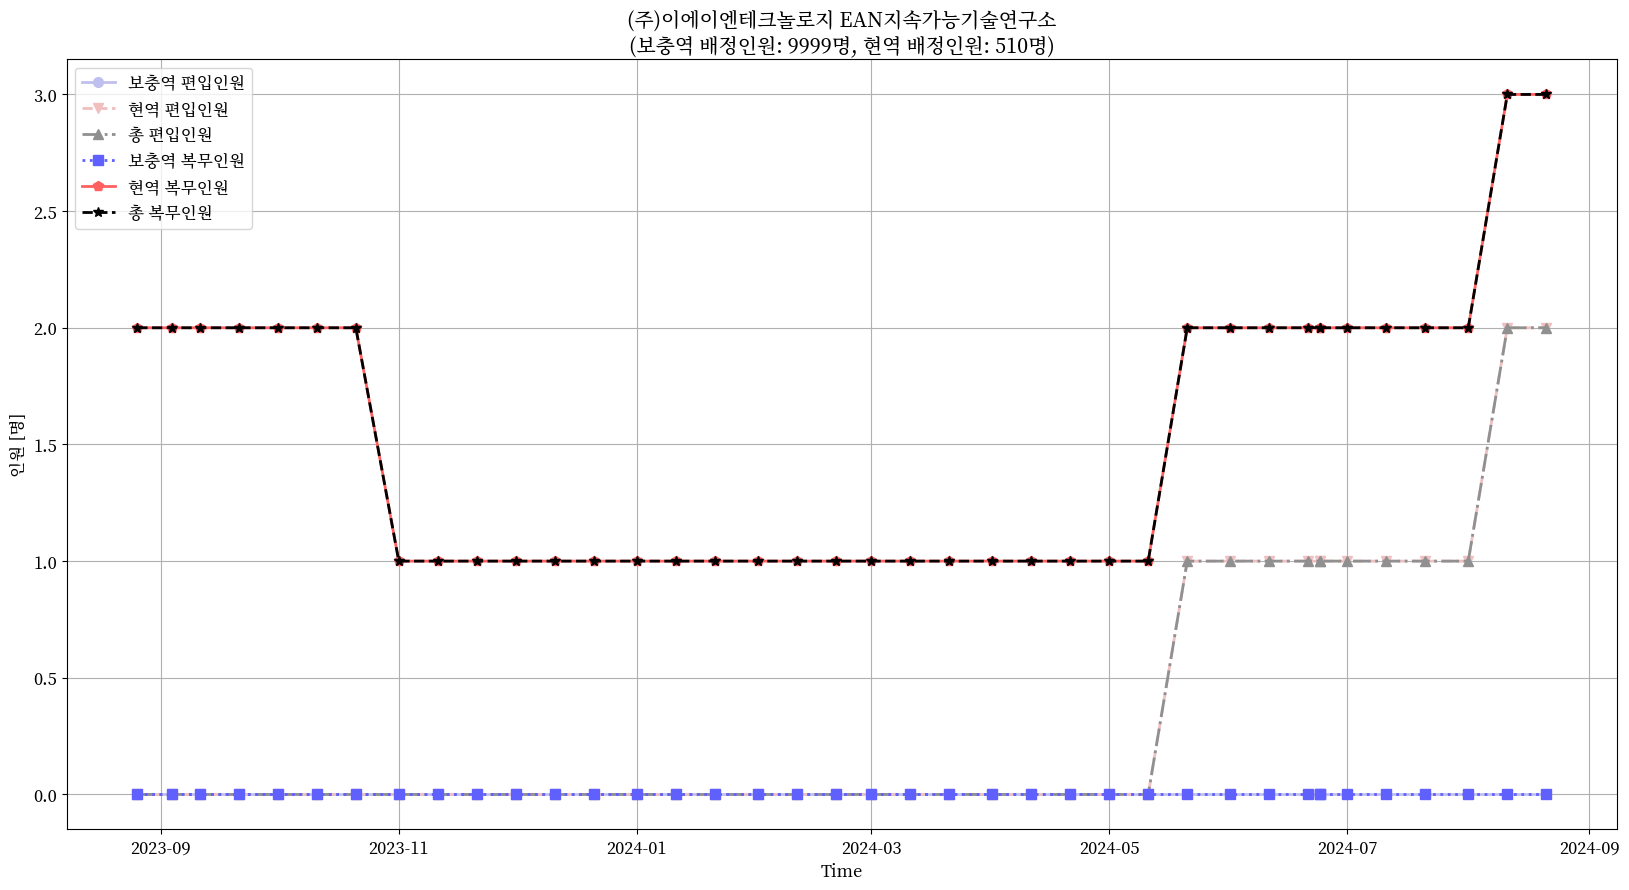 (주)이에이엔테크놀로지 EAN지속가능기술연구소
(보충역 배정인원: 9999명, 현역 배정인원: 510명)
보충역 편입인원
현역 편입인원
총 편입인원
보충역 복무인원
현역 복무인원
총 복무인원
3.0
2.5
2.0
1.5
1.0
0.5
0.0
인원 [명]
2023-09
2023-11
2024-01
2024-03
2024-05
2024-07
2024-09
Time